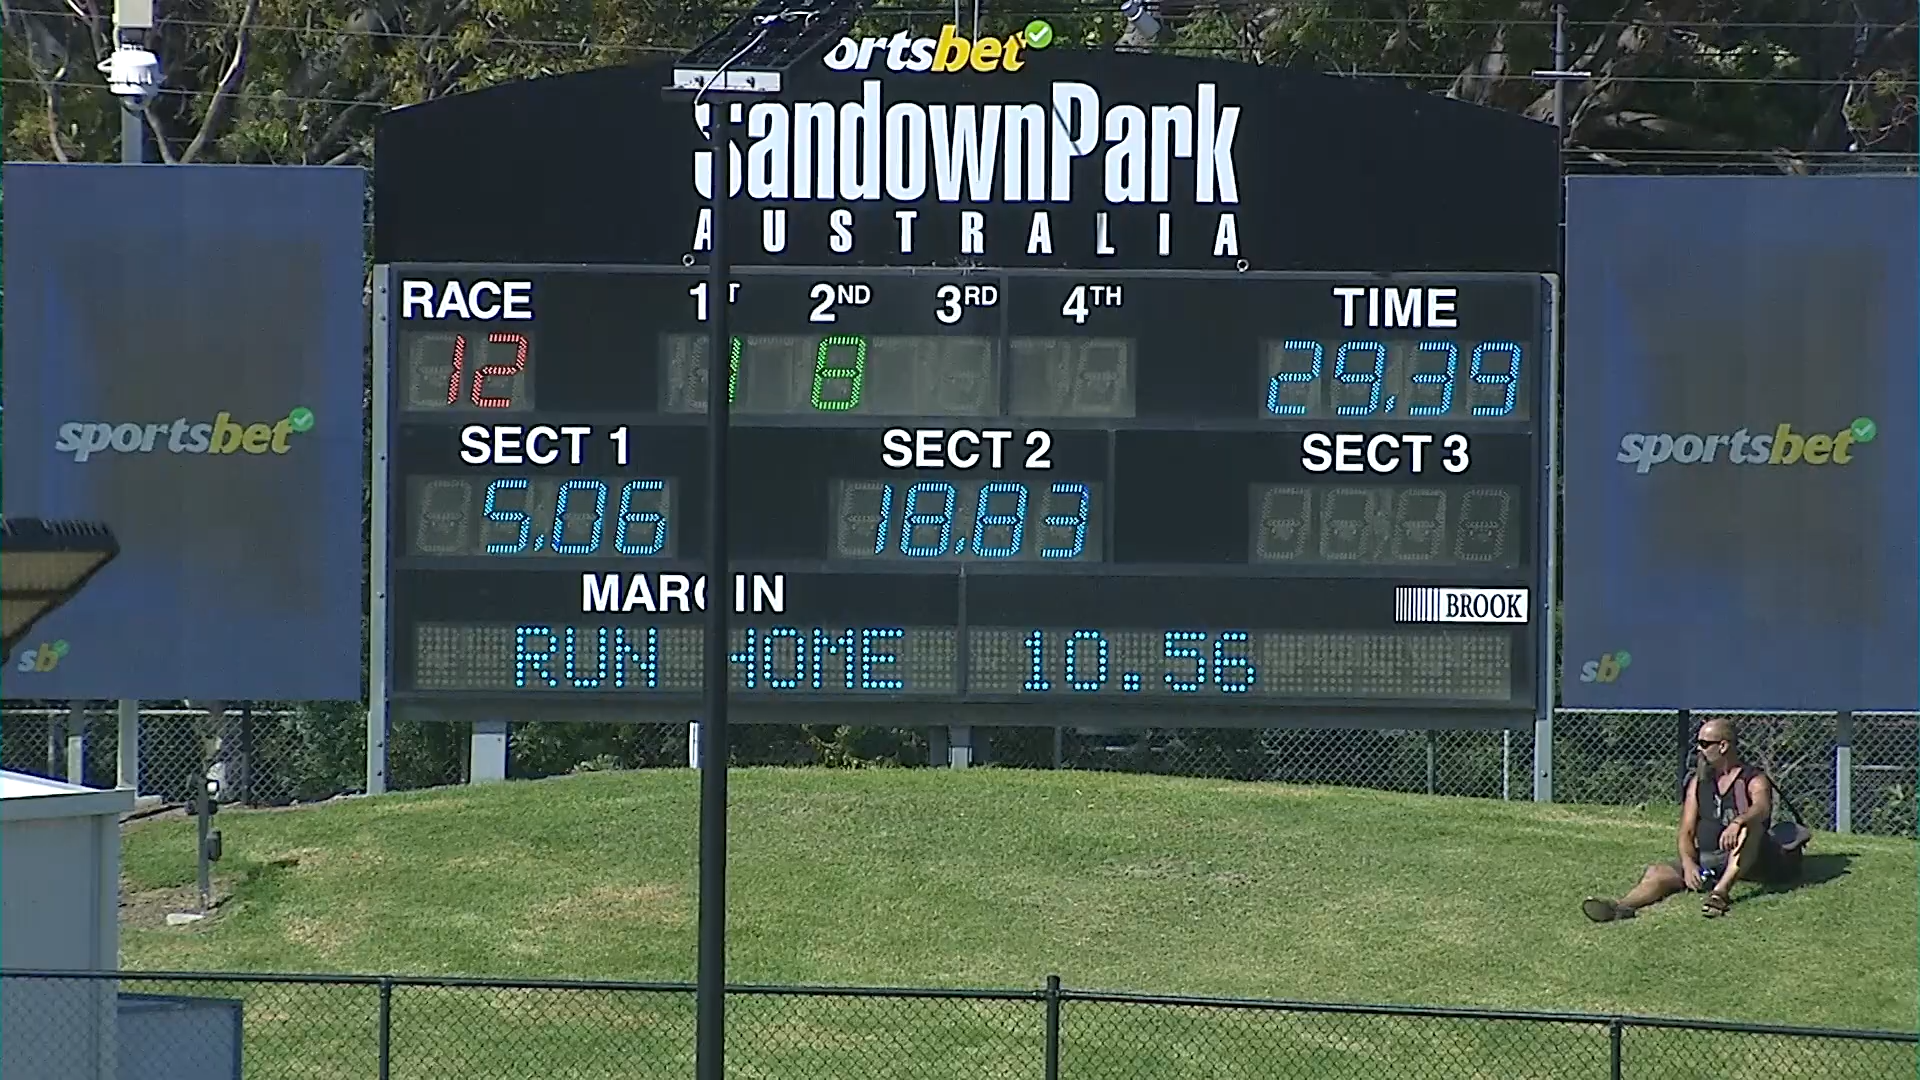 ortsbet
SandownPark
AUSTRALIA
RACE 1ST 2ND 3RD 4TH TIME
12 8 29.39
SECT 1 SECT 2 SECT 3
5.06 18.83
MARGIN
BROOK
RUN HOME 10.56
sportsbet
sb
sportsbet
sb